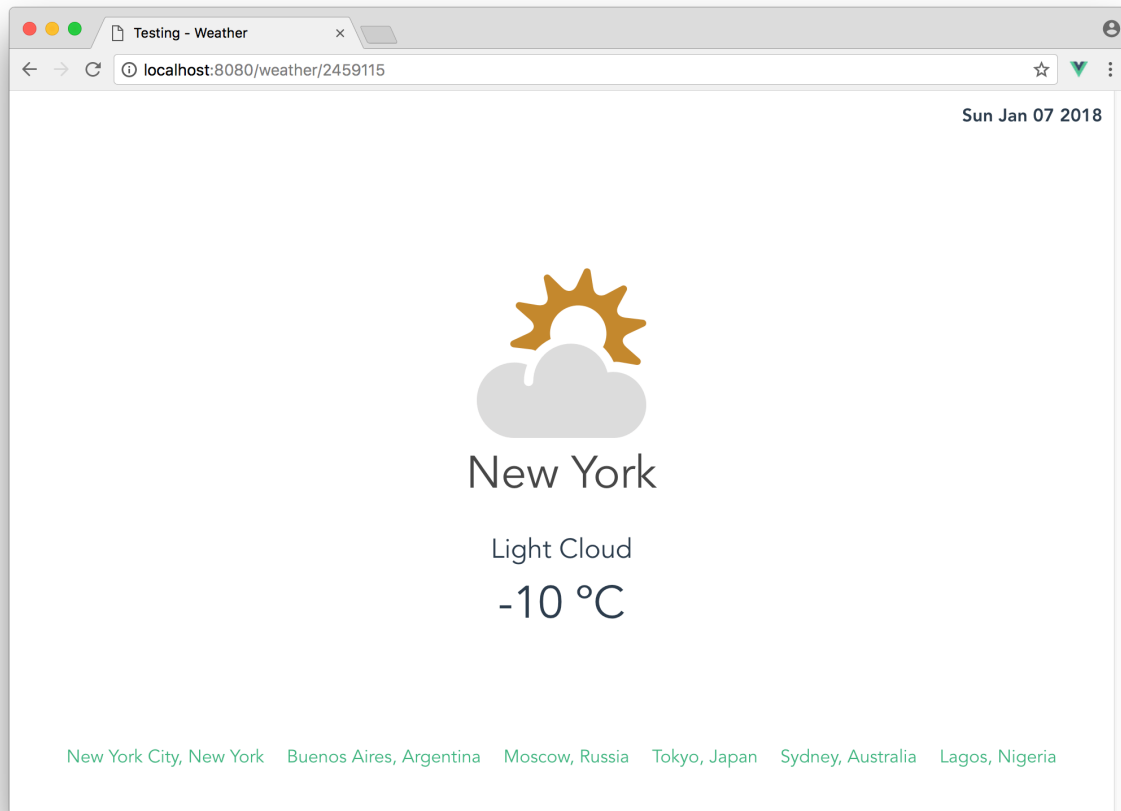 Testing - Weather
localhost:8080/weather/2459115
Sun Jan 07 2018
New York
Light Cloud
-10 °C
New York City, New York Buenos Aires, Argentina Moscow, Russia Tokyo, Japan Sydney, Australia Lagos, Nigeria